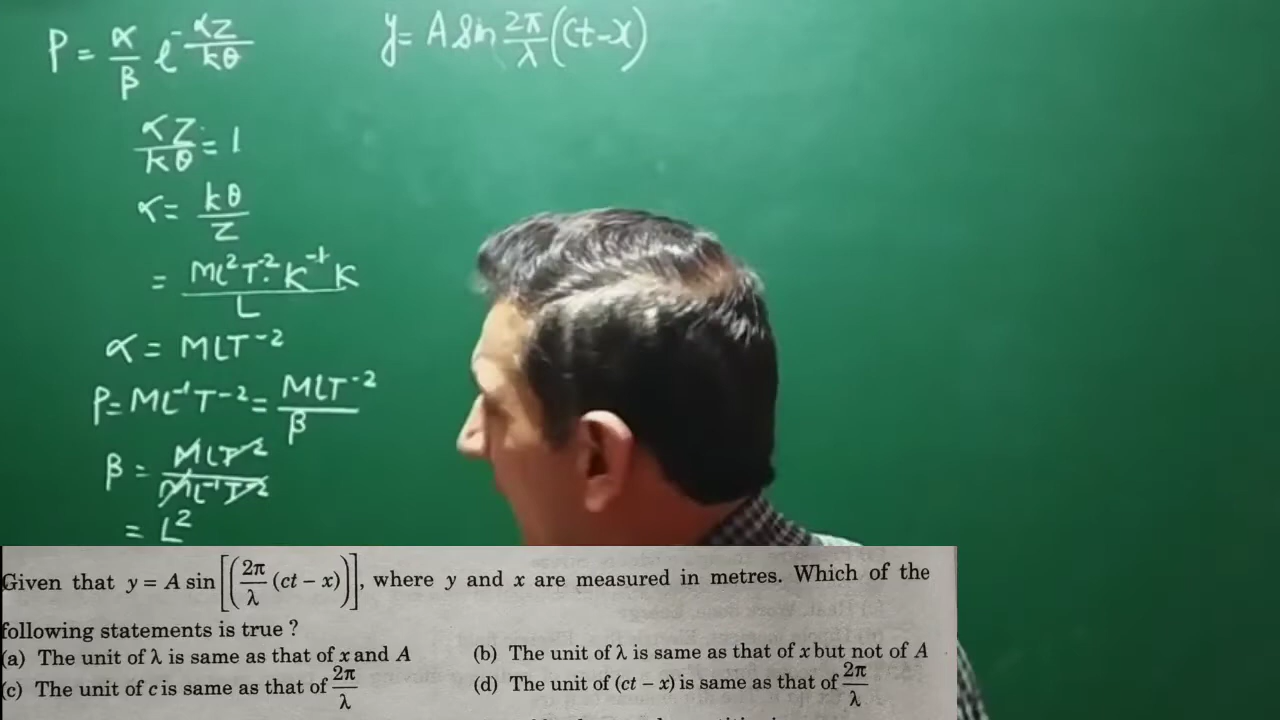 P = α/β e^-αZ/kθ
αZ/kθ = 1
α = kθ/Z
= ML²T⁻²K⁻¹K/L
α = MLT⁻²
P = ML⁻¹T⁻² = MLT⁻²/β
β = MLT⁻²/ML⁻¹T⁻²
= L²
y = A sin 2π/λ (ct-x)
Given that y = A sin [(2π/λ (ct – x))], where y and x are measured in metres. Which of the
following statements is true ?
(a) The unit of λ is same as that of x and A
(b) The unit of λ is same as that of x but not of A
(c) The unit of c is same as that of 2π/λ
(d) The unit of (ct – x) is same as that of 2π/λ